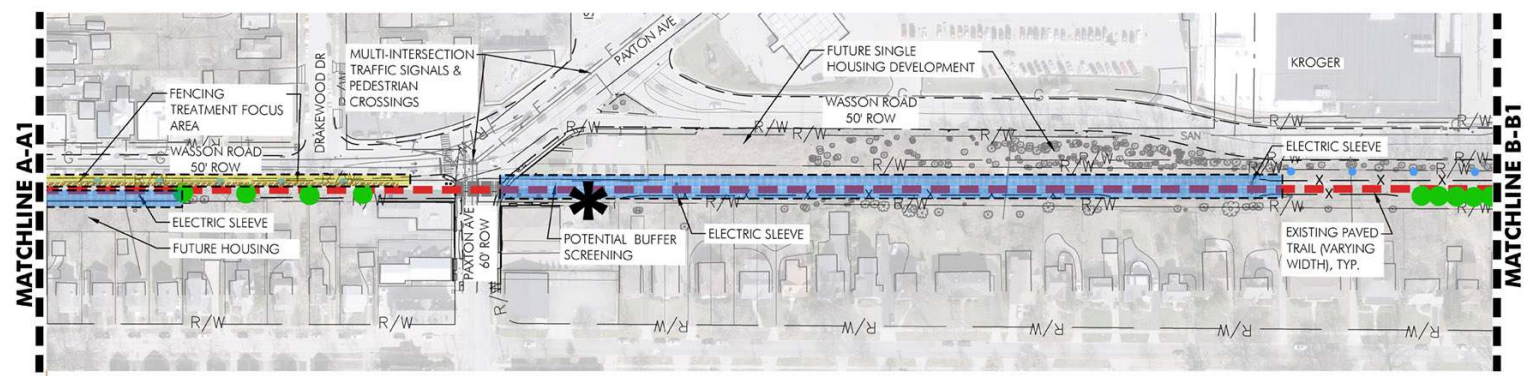 MATCHLINE A-A1
FENCING
TREATMENT FOCUS
AREA
WASSON ROAD
50' ROW
ELECTRIC SLEEVE
FUTURE HOUSING
R/W
R/W
DRAKEWOOD DR
MULTI-INTERSECTION
TRAFFIC SIGNALS &
PEDESTRIAN
CROSSINGS
PAXTON AVE
PAXTON AVE
60' ROW
R/W
R/W
POTENTIAL BUFFER
SCREENING
ELECTRIC SLEEVE
FUTURE SINGLE
HOUSING DEVELOPMENT
WASSON ROAD
50' ROW
G
G
R/W
R/W
R/W
R/W
R/W
R/W
SAN
KROGER
R/W
R/W
ELECTRIC SLEEVE
R/W
R/W
X
X
X
X
EXISTING PAVED
TRAIL (VARYING
WIDTH), TYP.
R/W
R/W
R/W
R/W
R/W
R/W
R/W
MATCHLINE B-B1